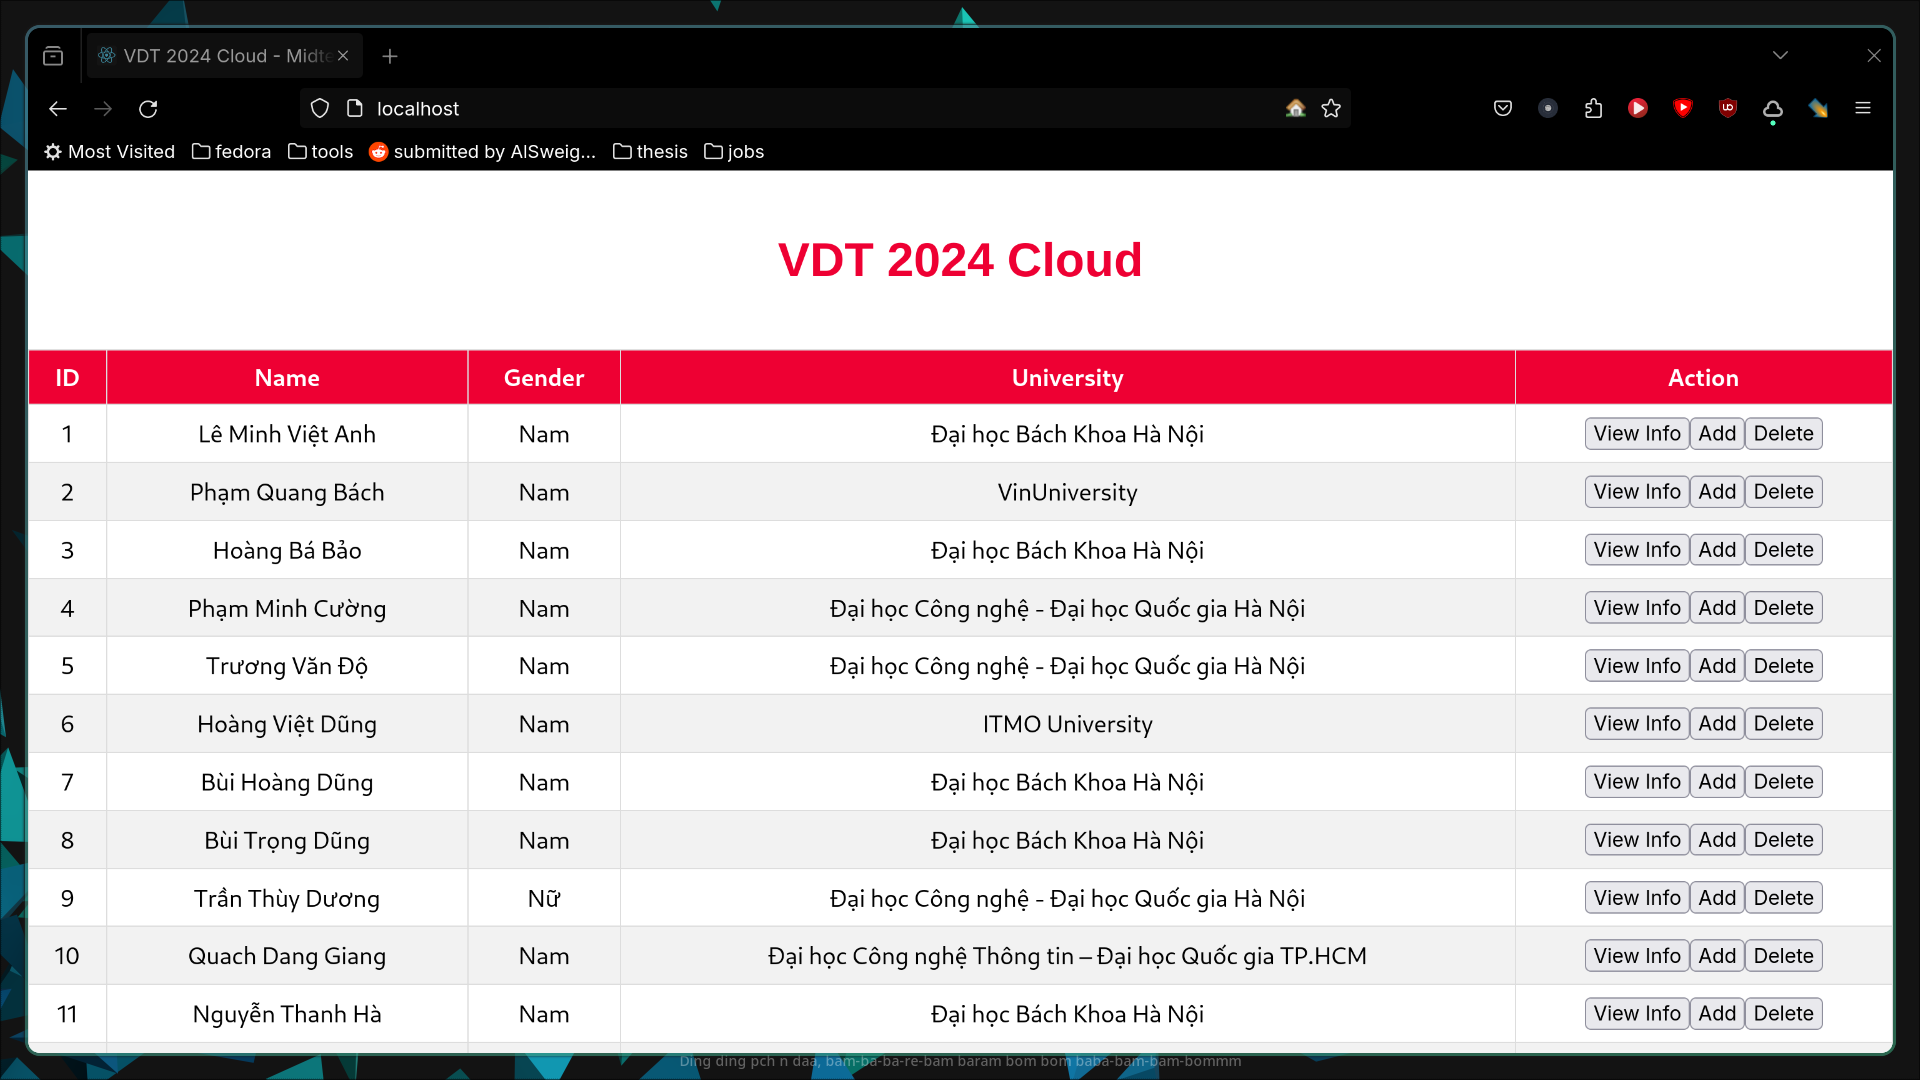 VDT 2024 Cloud - Midte
localhost
Most Visited fedora tools submitted by AlSweig... thesis jobs
VDT 2024 Cloud
ID Name Gender University Action
1 Lê Minh Việt Anh Nam Đại học Bách Khoa Hà Nội View Info Add Delete
2 Phạm Quang Bách Nam VinUniversity View Info Add Delete
3 Hoàng Bá Bảo Nam Đại học Bách Khoa Hà Nội View Info Add Delete
4 Phạm Minh Cường Nam Đại học Công nghệ - Đại học Quốc gia Hà Nội View Info Add Delete
5 Trương Văn Độ Nam Đại học Công nghệ - Đại học Quốc gia Hà Nội View Info Add Delete
6 Hoàng Việt Dũng Nam ITMO University View Info Add Delete
7 Bùi Hoàng Dũng Nam Đại học Bách Khoa Hà Nội View Info Add Delete
8 Bùi Trọng Dũng Nam Đại học Bách Khoa Hà Nội View Info Add Delete
9 Trần Thùy Dương Nữ Đại học Công nghệ - Đại học Quốc gia Hà Nội View Info Add Delete
10 Quach Dang Giang Nam Đại học Công nghệ Thông tin – Đại học Quốc gia TP.HCM View Info Add Delete
11 Nguyễn Thanh Hà Nam Đại học Bách Khoa Hà Nội View Info Add Delete
Ding ding pch n daa, bam-ba-ba-re-bam baram bom bom baba-bam-bam-bommm